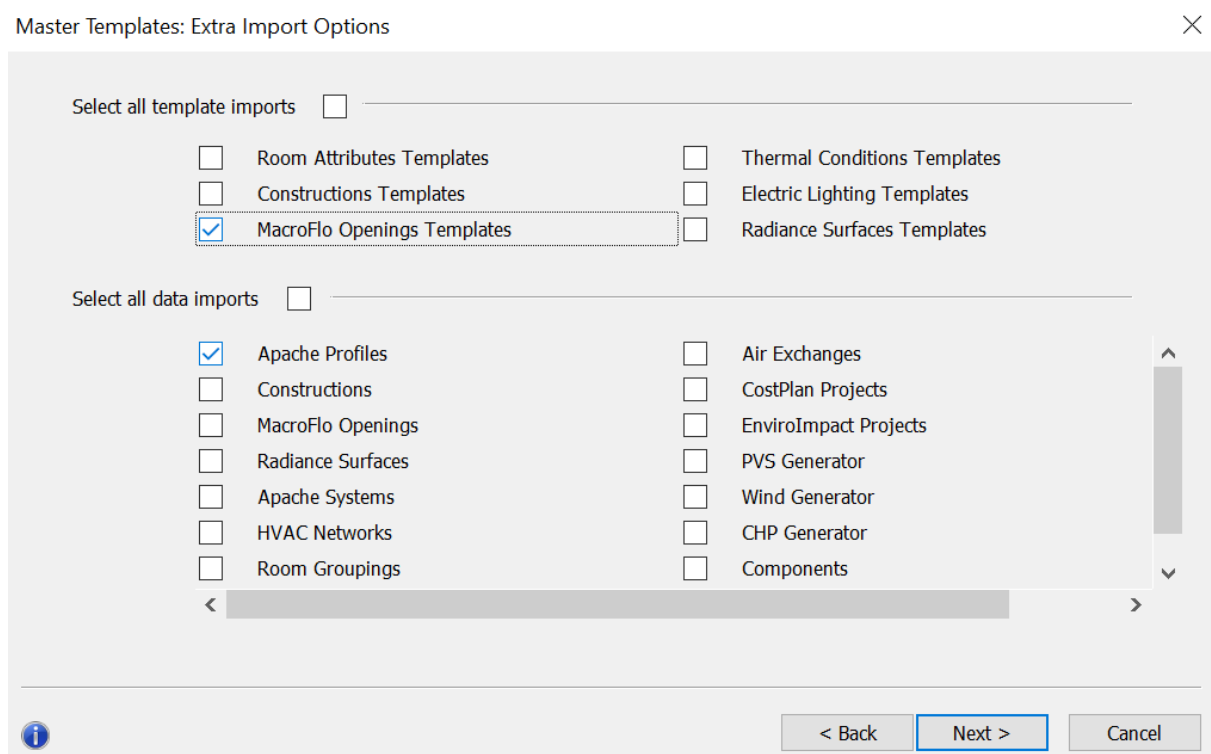 Master Templates: Extra Import Options
Select all template imports
Room Attributes Templates
Thermal Conditions Templates
Constructions Templates
Electric Lighting Templates
MacroFlo Openings Templates
Radiance Surfaces Templates
Select all data imports
Apache Profiles
Air Exchanges
Constructions
CostPlan Projects
MacroFlo Openings
EnviroImpact Projects
Radiance Surfaces
PVS Generator
Apache Systems
Wind Generator
HVAC Networks
CHP Generator
Room Groupings
Components
< Back
Next >
Cancel